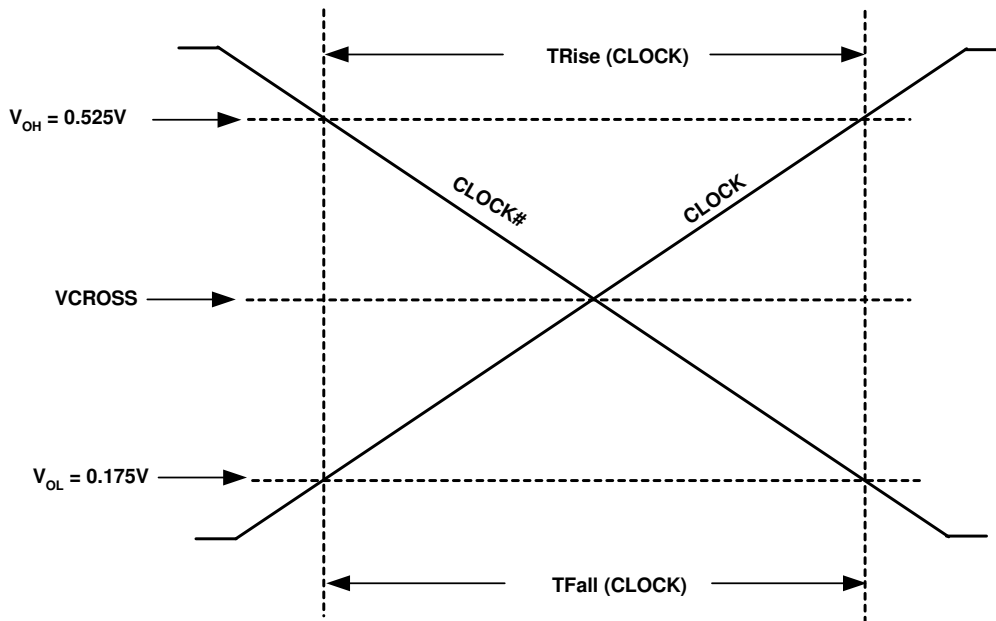 TRise (CLOCK)
V_OH = 0.525V
CLOCK#
CLOCK
VCROSS
V_OL = 0.175V
TFall (CLOCK)